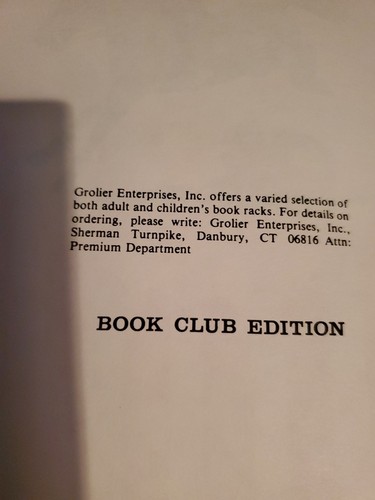 Grolier Enterprises, Inc. offers a varied selection of
both adult and children's book racks. For details on
ordering, please write: Grolier Enterprises, Inc.,
Sherman Turnpike, Danbury, CT 06816 Attn:
Premium Department
BOOK CLUB EDITION